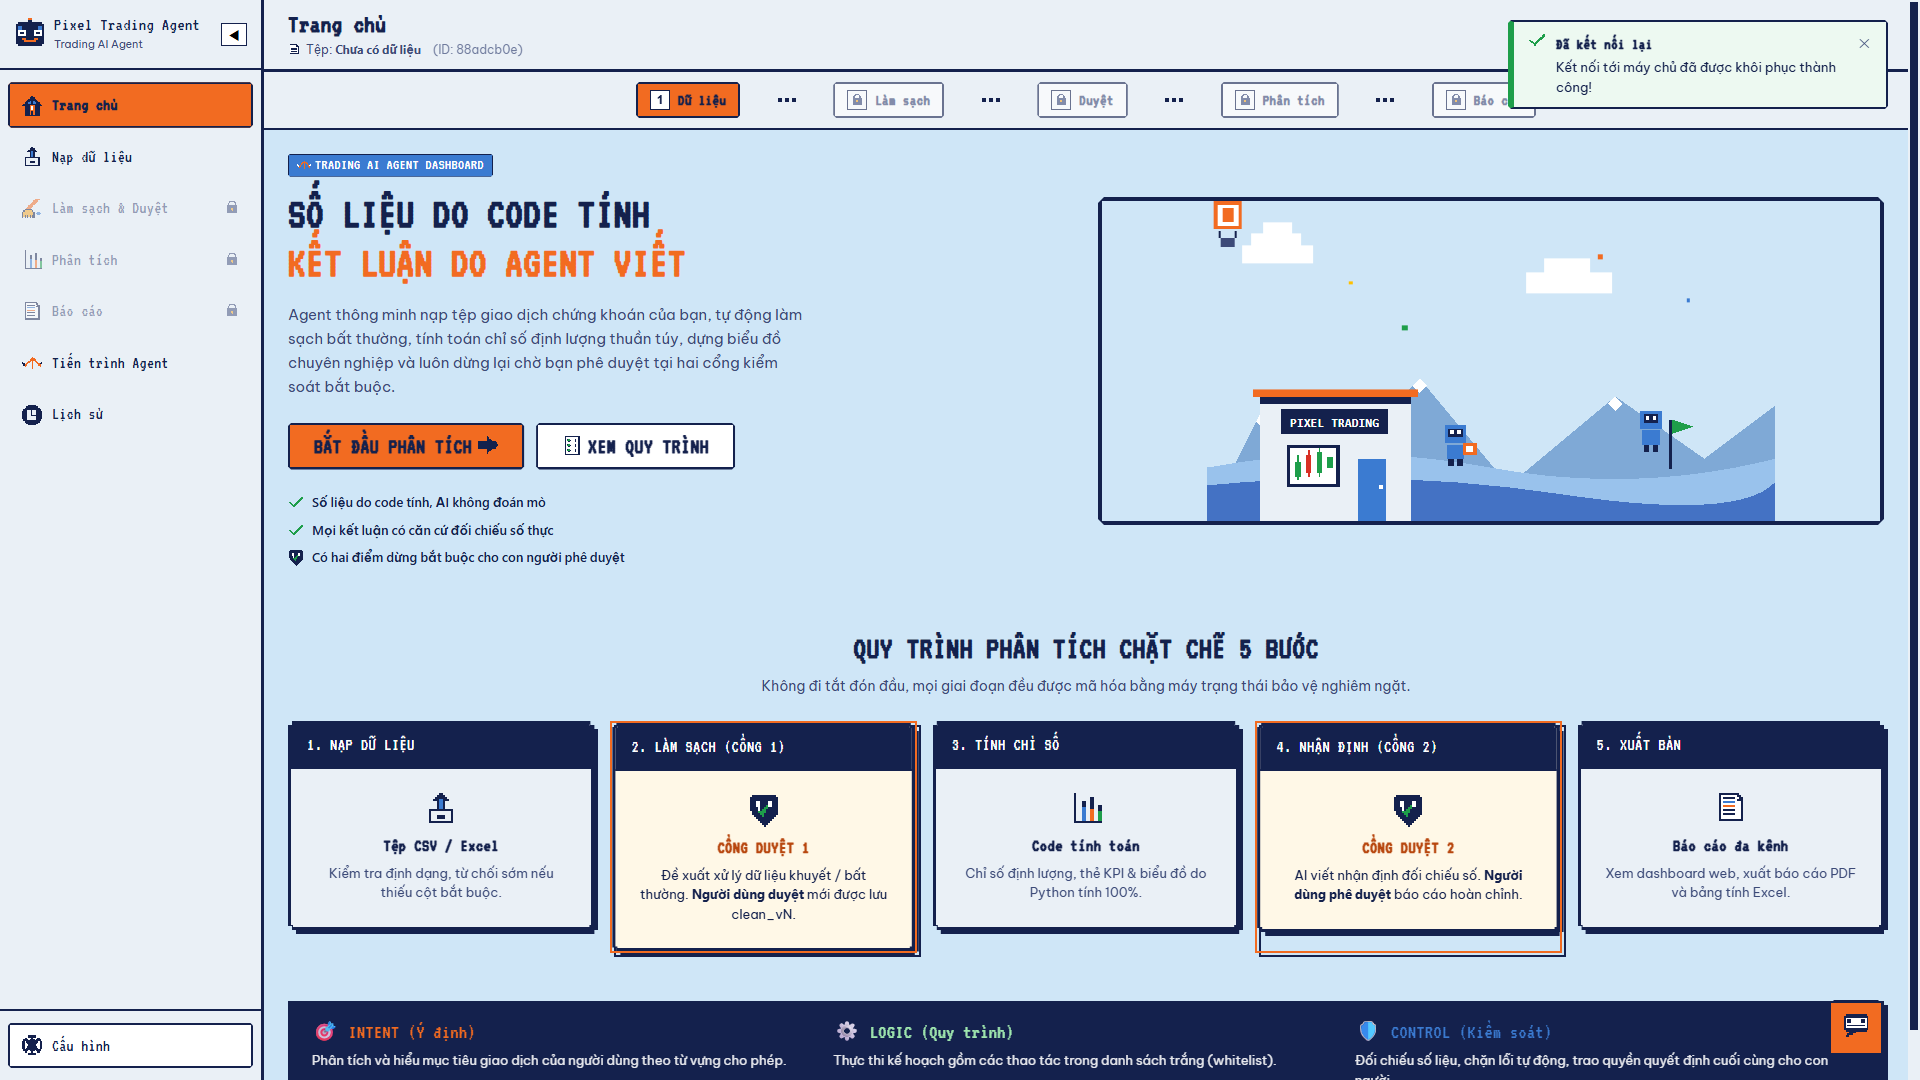 Pixel Trading Agent
Trading AI Agent
Trang chủ
Nạp dữ liệu
Làm sạch & Duyệt
Phân tích
Báo cáo
Tiến trình Agent
Lịch sử
Cấu hình
Trang chủ
Tệp: Chưa có dữ liệu (ID: 88adcb0e)
1 Dữ liệu
Làm sạch
Duyệt
Phân tích
Báo c
Đã kết nối lại
Kết nối tới máy chủ đã được khôi phục thành
công!
TRADING AI AGENT DASHBOARD
SỐ LIỆU DO CODE TÍNH
KẾT LUẬN DO AGENT VIẾT
Agent thông minh nạp tệp giao dịch chứng khoán của bạn, tự động làm
sạch bất thường, tính toán chỉ số định lượng thuần túy, dựng biểu đồ
chuyên nghiệp và luôn dừng lại chờ bạn phê duyệt tại hai cổng kiểm
soát bắt buộc.
BẮT ĐẦU PHÂN TÍCH
XEM QUY TRÌNH
Số liệu do code tính, AI không đoán mò
Mọi kết luận có căn cứ đối chiếu số thực
Có hai điểm dừng bắt buộc cho con người phê duyệt
PIXEL TRADING
QUY TRÌNH PHÂN TÍCH CHẶT CHẼ 5 BƯỚC
Không đi tắt đón đầu, mọi giai đoạn đều được mã hóa bằng máy trạng thái bảo vệ nghiêm ngặt.
1. NẠP DỮ LIỆU
Tệp CSV / Excel
Kiểm tra định dạng, từ chối sớm nếu
thiếu cột bắt buộc.
2. LÀM SẠCH (CỔNG 1)
CỔNG DUYỆT 1
Đề xuất xử lý dữ liệu khuyết / bất
thường. Người dùng duyệt mới được lưu
clean_vN.
3. TÍNH CHỈ SỐ
Code tính toán
Chỉ số định lượng, thẻ KPI & biểu đồ do
Python tính 100%.
4. NHẬN ĐỊNH (CỔNG 2)
CỔNG DUYỆT 2
AI viết nhận định đối chiếu số. Người
dùng phê duyệt báo cáo hoàn chỉnh.
5. XUẤT BẢN
Báo cáo đa kênh
Xem dashboard web, xuất báo cáo PDF
và bảng tính Excel.
INTENT (Ý định)
Phân tích và hiểu mục tiêu giao dịch của người dùng theo từ vựng cho phép.
LOGIC (Quy trình)
Thực thi kế hoạch gồm các thao tác trong danh sách trắng (whitelist).
CONTROL (Kiểm soát)
Đối chiếu số liệu, chặn lỗi tự động, trao quyền quyết định cuối cùng cho con